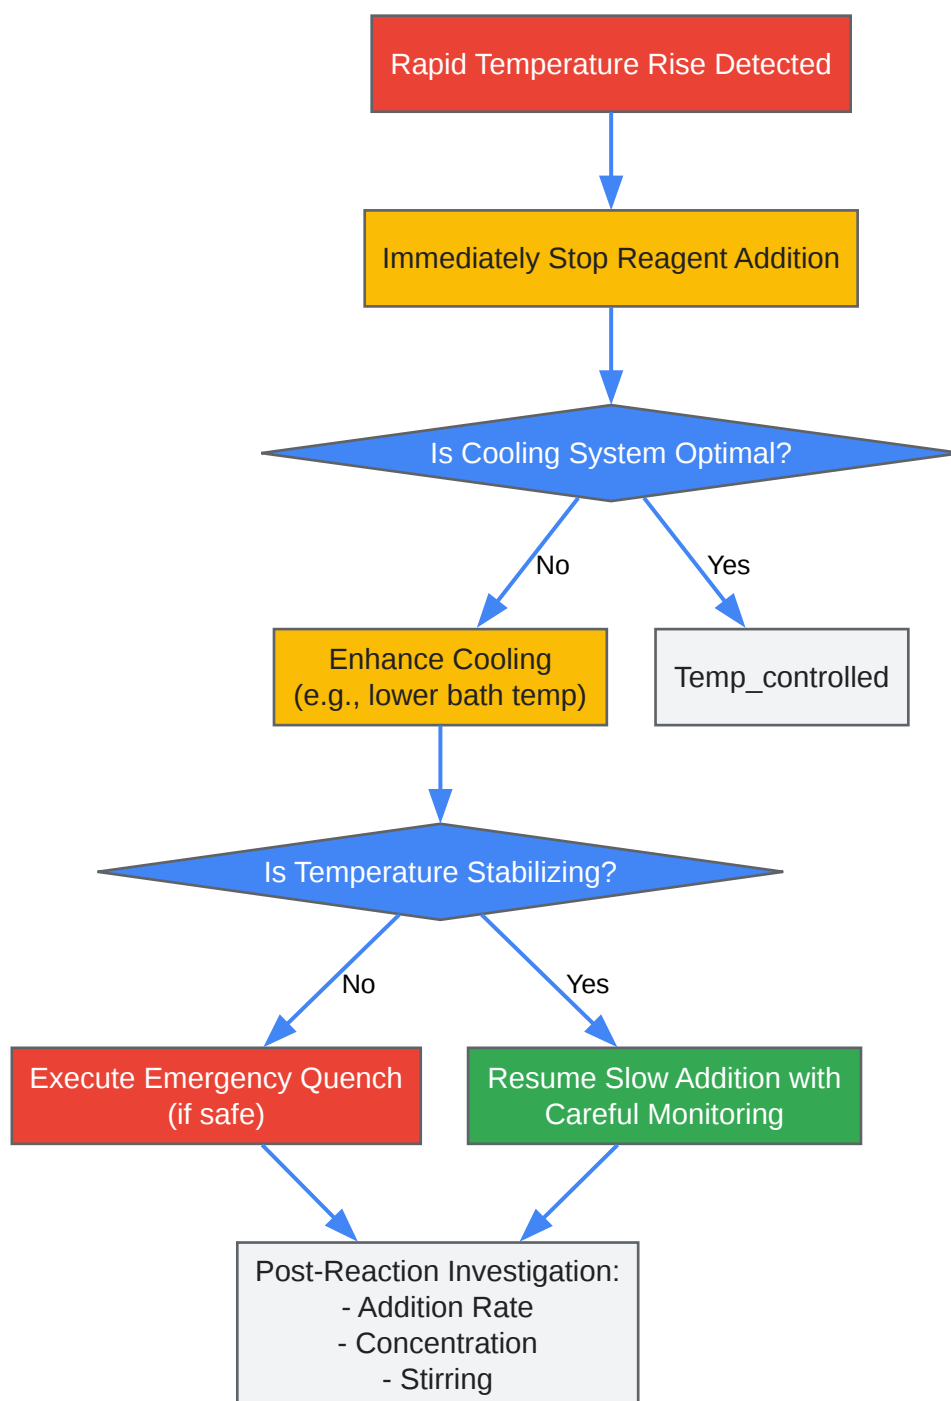 Rapid Temperature Rise Detected
Immediately Stop Reagent Addition
Is Cooling System Optimal?
No
Yes
Enhance Cooling
(e.g., lower bath temp)
Temp_controlled
Is Temperature Stabilizing?
No
Yes
Execute Emergency Quench
(if safe)
Resume Slow Addition with
Careful Monitoring
Post-Reaction Investigation:
- Addition Rate
- Concentration
- Stirring